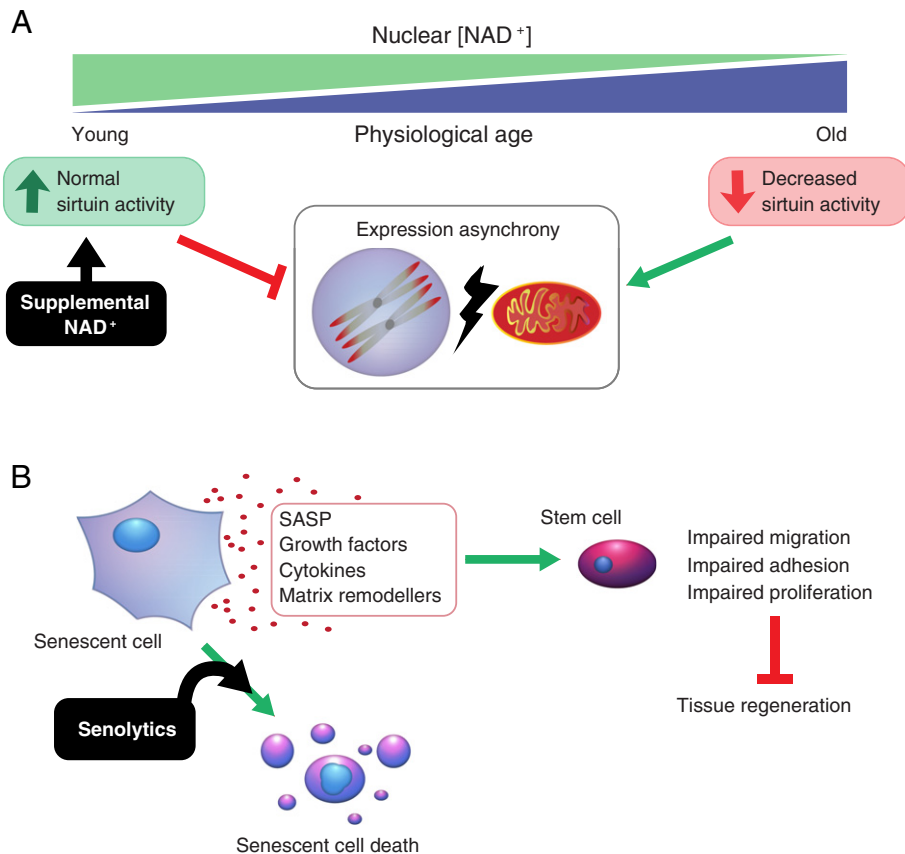 A
Nuclear [NAD⁺]
Young
Physiological age
Old
Normal
sirtuin activity
Decreased
sirtuin activity
Expression asynchrony
Supplemental
NAD⁺
B
SASP
Growth factors
Cytokines
Matrix remodellers
Stem cell
Impaired migration
Impaired adhesion
Impaired proliferation
Senescent cell
Tissue regeneration
Senolytics
Senescent cell death